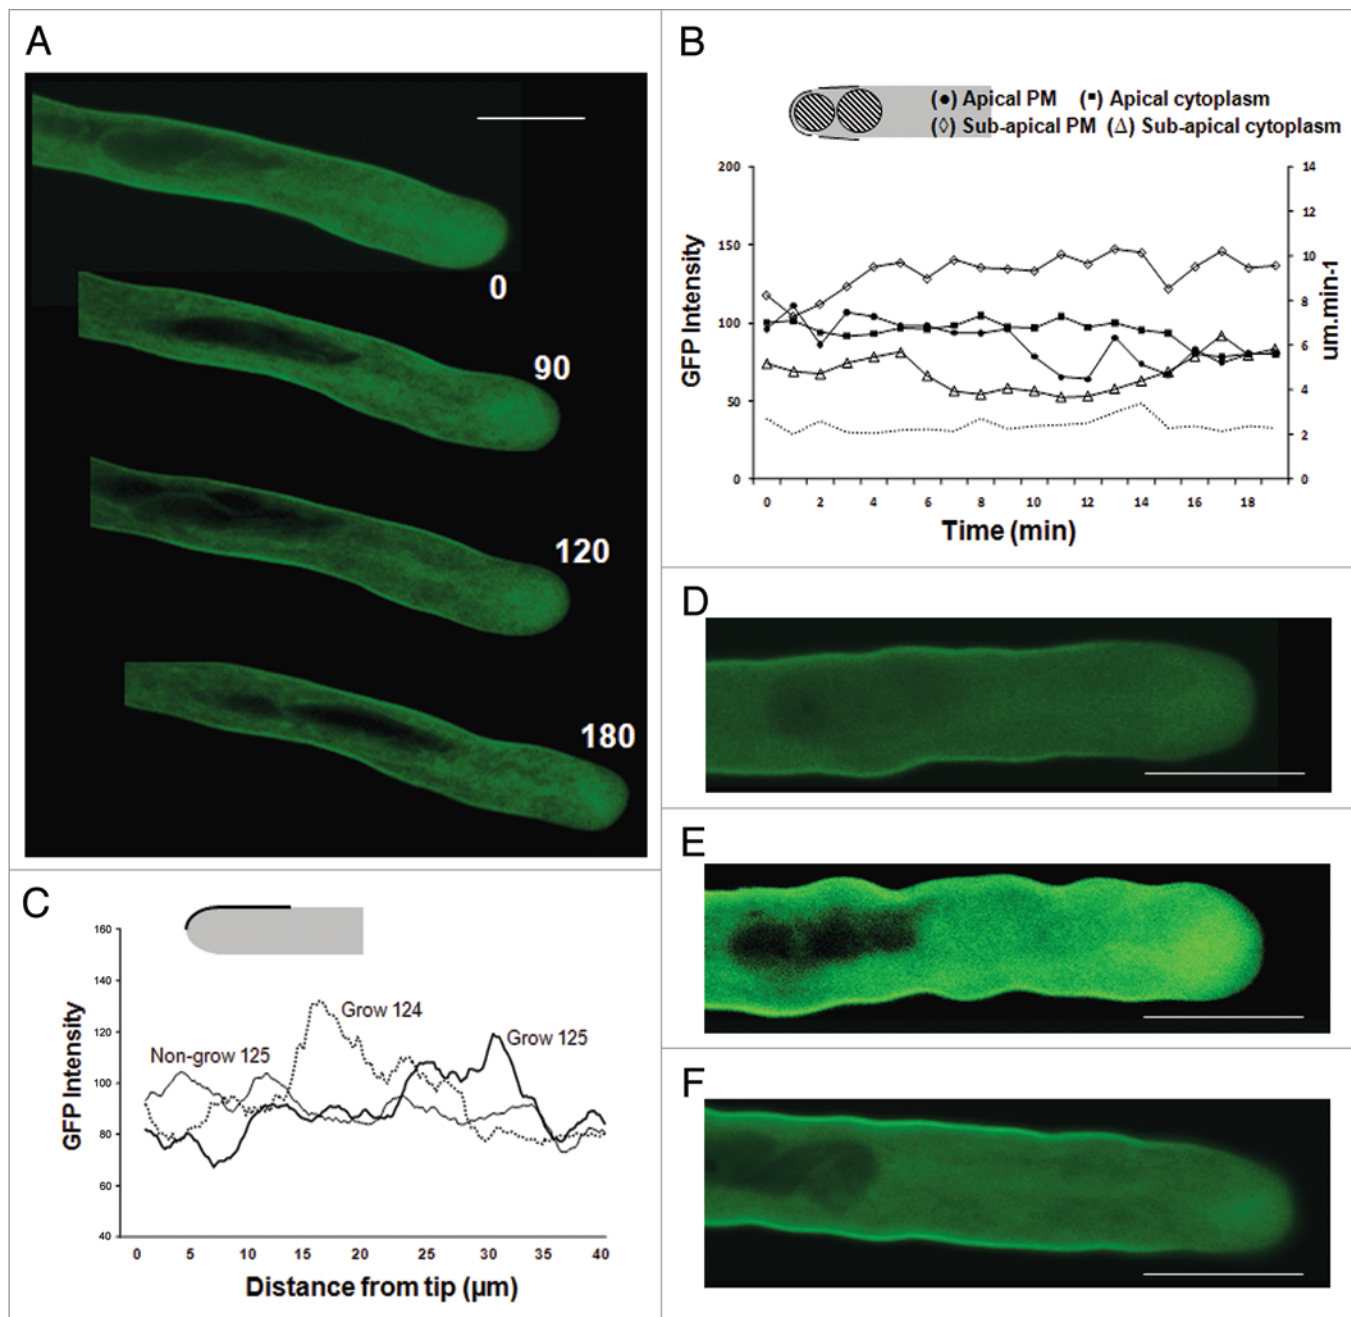 A
0
90
120
180
B
(●) Apical PM (■) Apical cytoplasm
(◊) Sub-apical PM (△) Sub-apical cytoplasm
200
150
100
50
0
GFP Intensity
14
12
10
8
6
4
2
0
um.min-1
0 2 4 6 8 10 12 14 16 18
Time (min)
C
160
140
120
100
80
60
40
GFP Intensity
Grow 124
Grow 125
Non-grow 125
0 5 10 15 20 25 30 35 40
Distance from tip (µm)
D
E
F